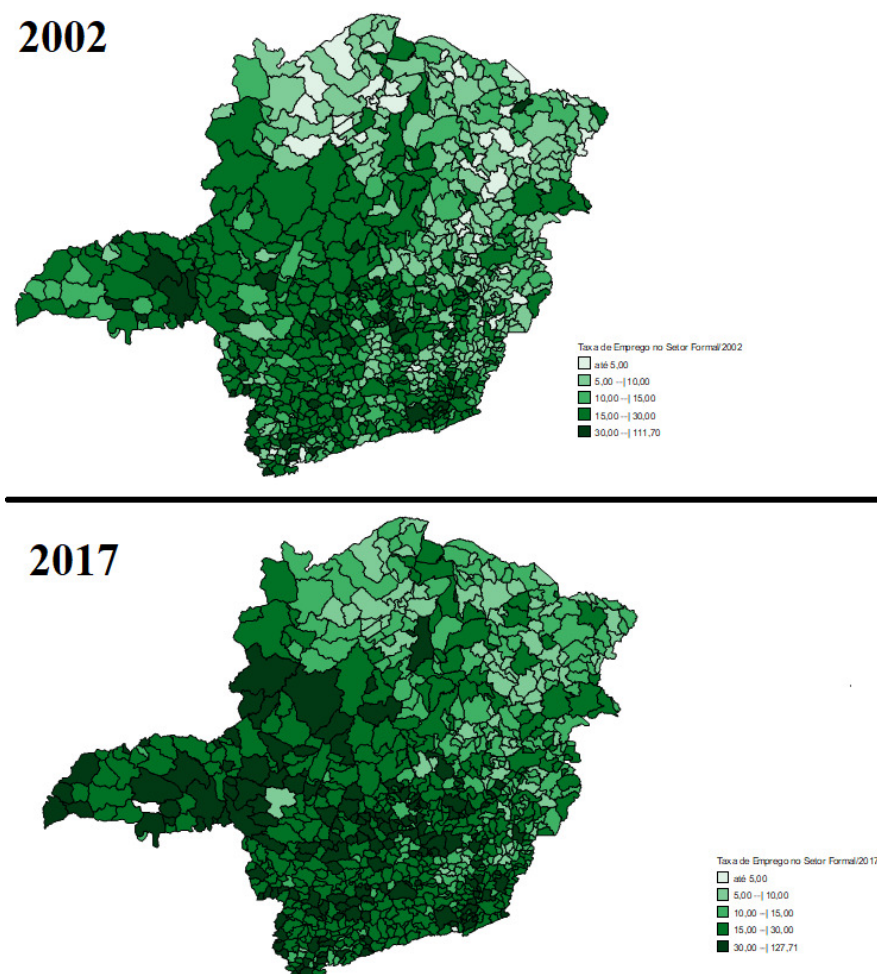 2002
Taxa de Emprego no Setor Formal/2002
até 5,00
5,00 --| 10,00
10,00 --| 15,00
15,00 --| 30,00
30,00 --| 111,70
2017
Taxa de Emprego no Setor Formal/2017
até 5,00
5,00 --| 10,00
10,00 --| 15,00
15,00 --| 30,00
30,00 --| 127,71